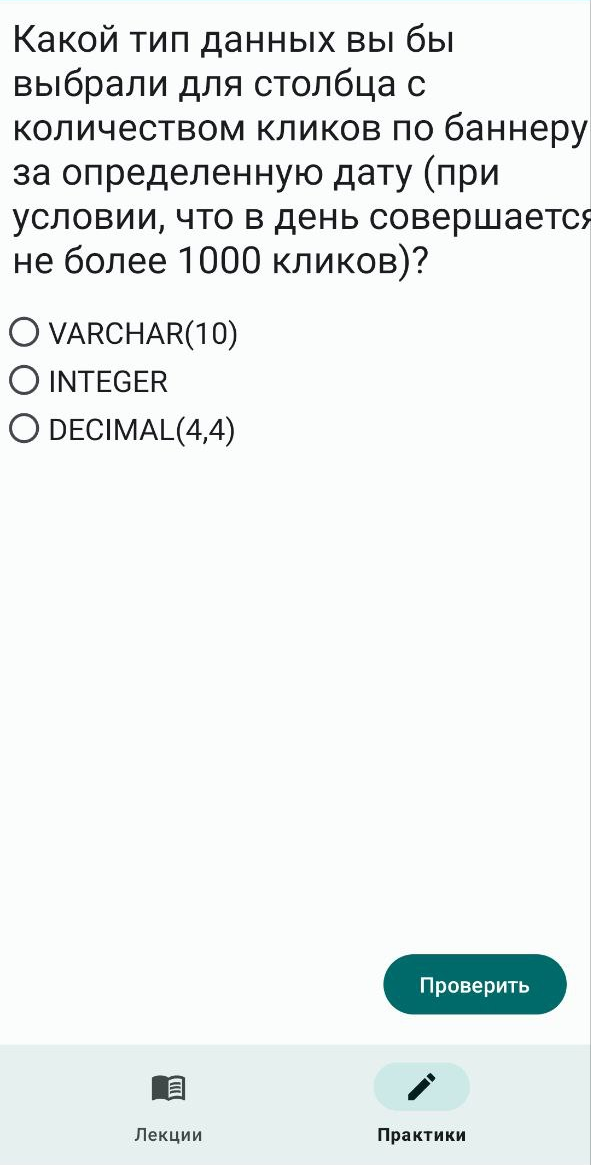 Какой тип данных вы бы
выбрали для столбца с
количеством кликов по баннеру
за определенную дату (при
условии, что в день совершается
не более 1000 кликов)?
VARCHAR(10)
INTEGER
DECIMAL(4,4)
Проверить
Лекции
Практики